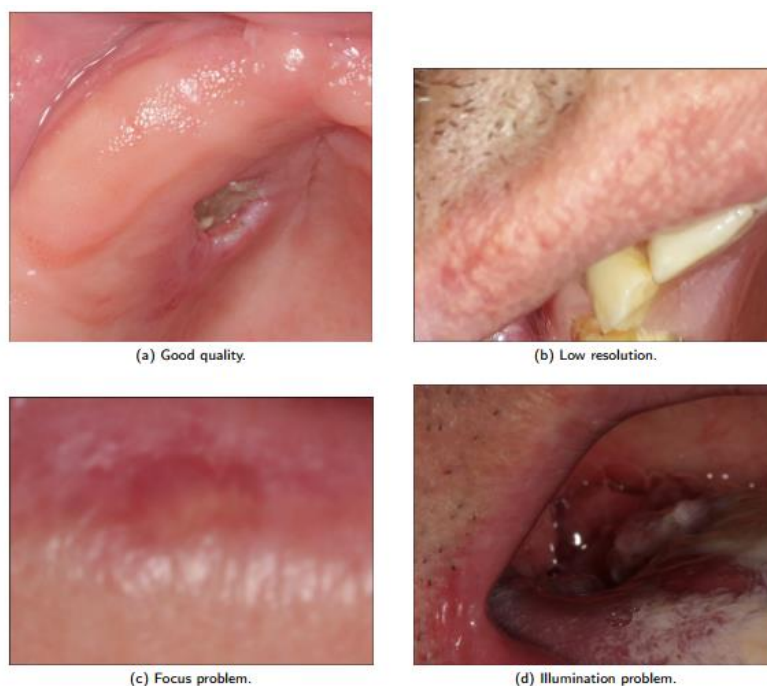 (a) Good quality.
(b) Low resolution.
(c) Focus problem.
(d) Illumination problem.